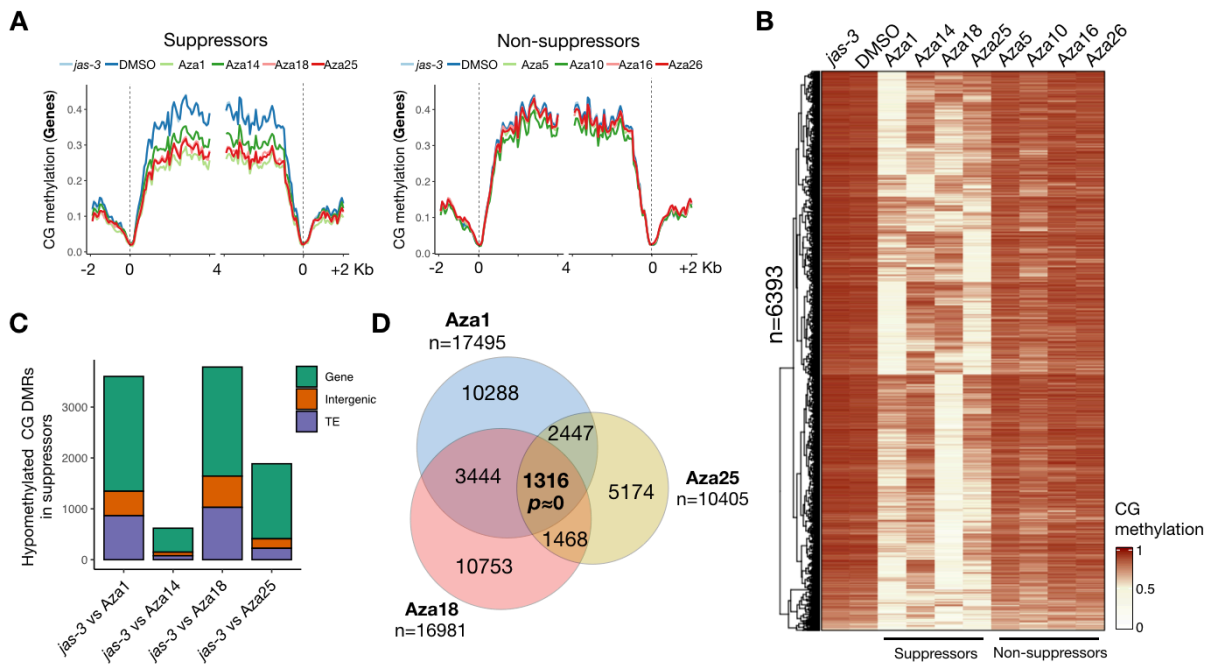 A
Suppressors
jas-3 DMSO Aza1 Aza14 Aza18 Aza25
CG methylation (Genes)
0.4
0.3
0.2
0.1
0.0
-2 0 4 0 +2 Kb
Non-suppressors
jas-3 DMSO Aza5 Aza10 Aza16 Aza26
CG methylation (Genes)
0.4
0.3
0.2
0.1
0.0
-2 0 4 0 +2 Kb
B
jas-3 DMSO Aza1 Aza14 Aza18 Aza25 Aza5 Aza10 Aza16 Aza26
n=6393
Suppressors
Non-suppressors
CG
methylation
1
0.5
0
C
Hypomethylated CG DMRs
in suppressors
3000
2000
1000
0
Gene
Intergenic
TE
jas-3 vs Aza1
jas-3 vs Aza14
jas-3 vs Aza18
jas-3 vs Aza25
D
Aza1
n=17495
10288
2447
3444
1316
p≈0
5174
Aza25
n=10405
1468
10753
Aza18
n=16981